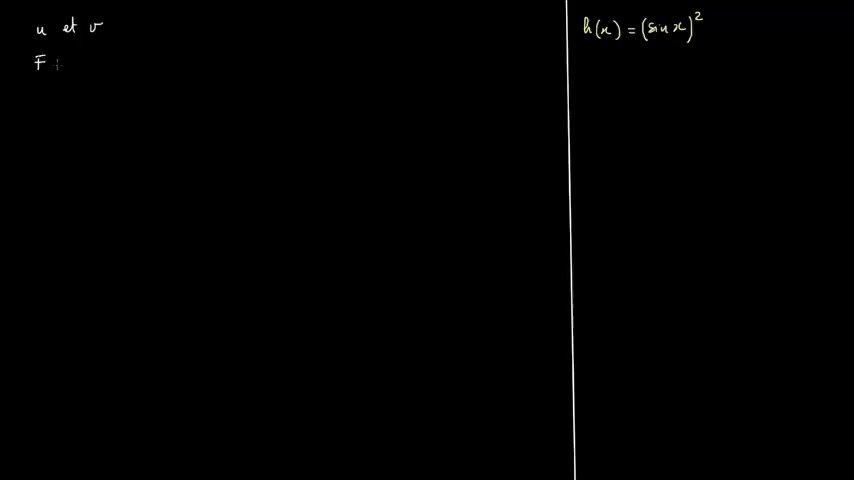 u et v
F
h(x) = (sin x)²